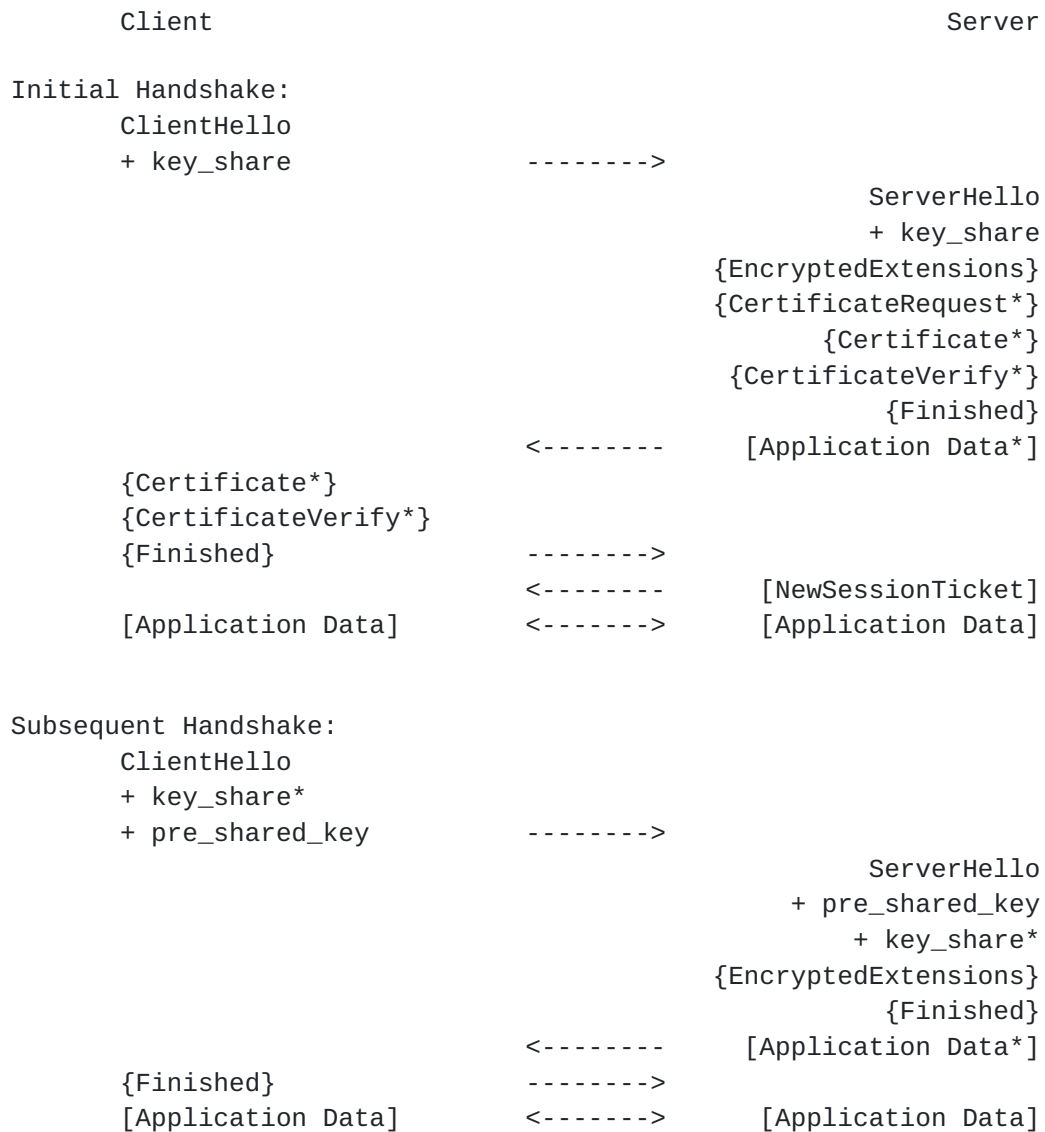 Client                                               Server

Initial Handshake:
       ClientHello
       + key_share               -------->
                                                       ServerHello
                                                       + key_share
                                             {EncryptedExtensions}
                                             {CertificateRequest*}
                                                    {Certificate*}
                                              {CertificateVerify*}
                                                        {Finished}
                                 <--------     [Application Data*]
       {Certificate*}
       {CertificateVerify*}
       {Finished}                -------->
                                 <--------      [NewSessionTicket]
       [Application Data]        <------->      [Application Data]


Subsequent Handshake:
       ClientHello
       + key_share*
       + pre_shared_key          -------->
                                                       ServerHello
                                                  + pre_shared_key
                                                      + key_share*
                                             {EncryptedExtensions}
                                                        {Finished}
                                 <--------     [Application Data*]
       {Finished}                -------->
       [Application Data]        <------->      [Application Data]